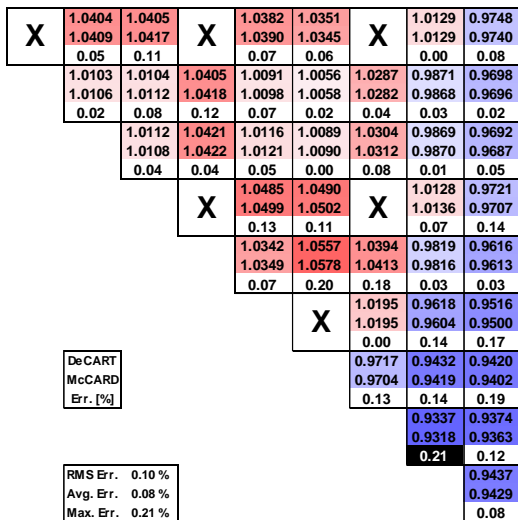 X 1.0404 1.0405 X 1.0382 1.0351 X 1.0129 0.9748
1.0409 1.0417 1.0390 1.0345 1.0129 0.9740
0.05 0.11 0.07 0.06 0.00 0.08
1.0103 1.0104 1.0405 1.0091 1.0056 1.0287 0.9871 0.9698
1.0106 1.0112 1.0418 1.0098 1.0058 1.0282 0.9868 0.9696
0.02 0.08 0.12 0.07 0.02 0.04 0.03 0.02
1.0112 1.0421 1.0116 1.0089 1.0304 0.9869 0.9692
1.0108 1.0422 1.0121 1.0090 1.0312 0.9870 0.9687
0.04 0.04 0.05 0.00 0.08 0.01 0.05
X 1.0485 1.0490 X 1.0128 0.9721
1.0499 1.0502 1.0136 0.9707
0.13 0.11 0.07 0.14
1.0342 1.0557 1.0394 0.9819 0.9616
1.0349 1.0578 1.0413 0.9816 0.9613
0.07 0.20 0.18 0.03 0.03
X 1.0195 0.9618 0.9516
1.0195 0.9604 0.9500
0.00 0.14 0.17
DeCART 0.9717 0.9432 0.9420
McCARD 0.9704 0.9419 0.9402
Err. [%] 0.13 0.14 0.19
0.9337 0.9374
0.9318 0.9363
0.21 0.12
RMS Err. 0.10 % 0.9437
Avg. Err. 0.08 % 0.9429
Max. Err. 0.21 % 0.08